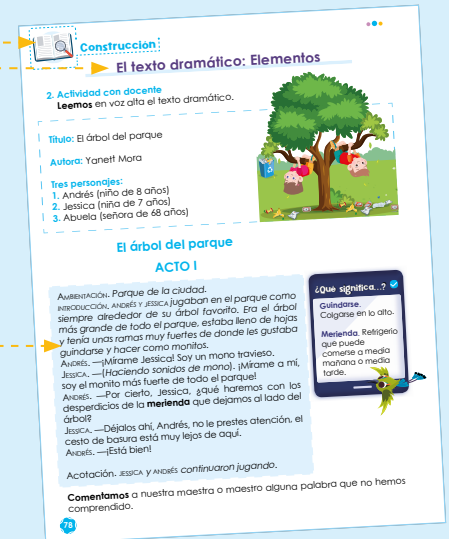 Construcción
El texto dramático: Elementos
2. Actividad con docente
Leemos en voz alta el texto dramático.
Título: El árbol del parque
Autora: Yanett Mora
Tres personajes:
1. Andrés (niño de 8 años)
2. Jessica (niña de 7 años)
3. Abuela (señora de 68 años)
El árbol del parque
ACTO I
AMBIENTACIÓN. Parque de la ciudad.
INTRODUCCIÓN. ANDRÉS Y JESSICA jugaban en el parque como
siempre alrededor de su árbol favorito. Era el árbol
más grande de todo el parque, estaba lleno de hojas
y tenía unas ramas muy fuertes de donde les gustaba
guindarse y hacer como monitos.
ANDRÉS. —¡Mírame Jessica! Soy un mono travieso.
JESSICA. —(Haciendo sonidos de mono). ¡Mírame a mí,
soy el monito más fuerte de todo el parque!
ANDRÉS. —Por cierto, Jessica, ¿qué haremos con los
desperdicios de la merienda que dejamos al lado del
árbol?
JESSICA. —Déjalos ahí, Andrés, no le prestes atención, el
cesto de basura está muy lejos de aquí.
ANDRÉS. —¡Está bien!
Acotación. JESSICA Y ANDRÉS continuaron jugando.
¿Qué significa...?
Guindarse.
Colgarse en lo alto.
Merienda. Refrigerio
que puede
comerse a media
mañana o media
tarde.
Comentamos a nuestra maestra o maestro alguna palabra que no hemos
comprendido.
78